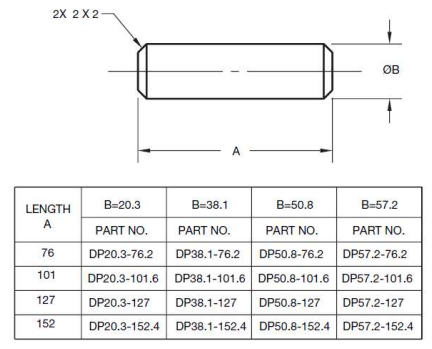 2X 2 X 2
ØB
A
LENGTH A B=20.3 B=38.1 B=50.8 B=57.2
PART NO. PART NO. PART NO. PART NO.
76 DP20.3-76.2 DP38.1-76.2 DP50.8-76.2 DP57.2-76.2
101 DP20.3-101.6 DP38.1-101.6 DP50.8-101.6 DP57.2-101.6
127 DP20.3-127 DP38.1-127 DP50.8-127 DP57.2-127
152 DP20.3-152.4 DP38.1-152.4 DP50.8-152.4 DP57.2-152.4